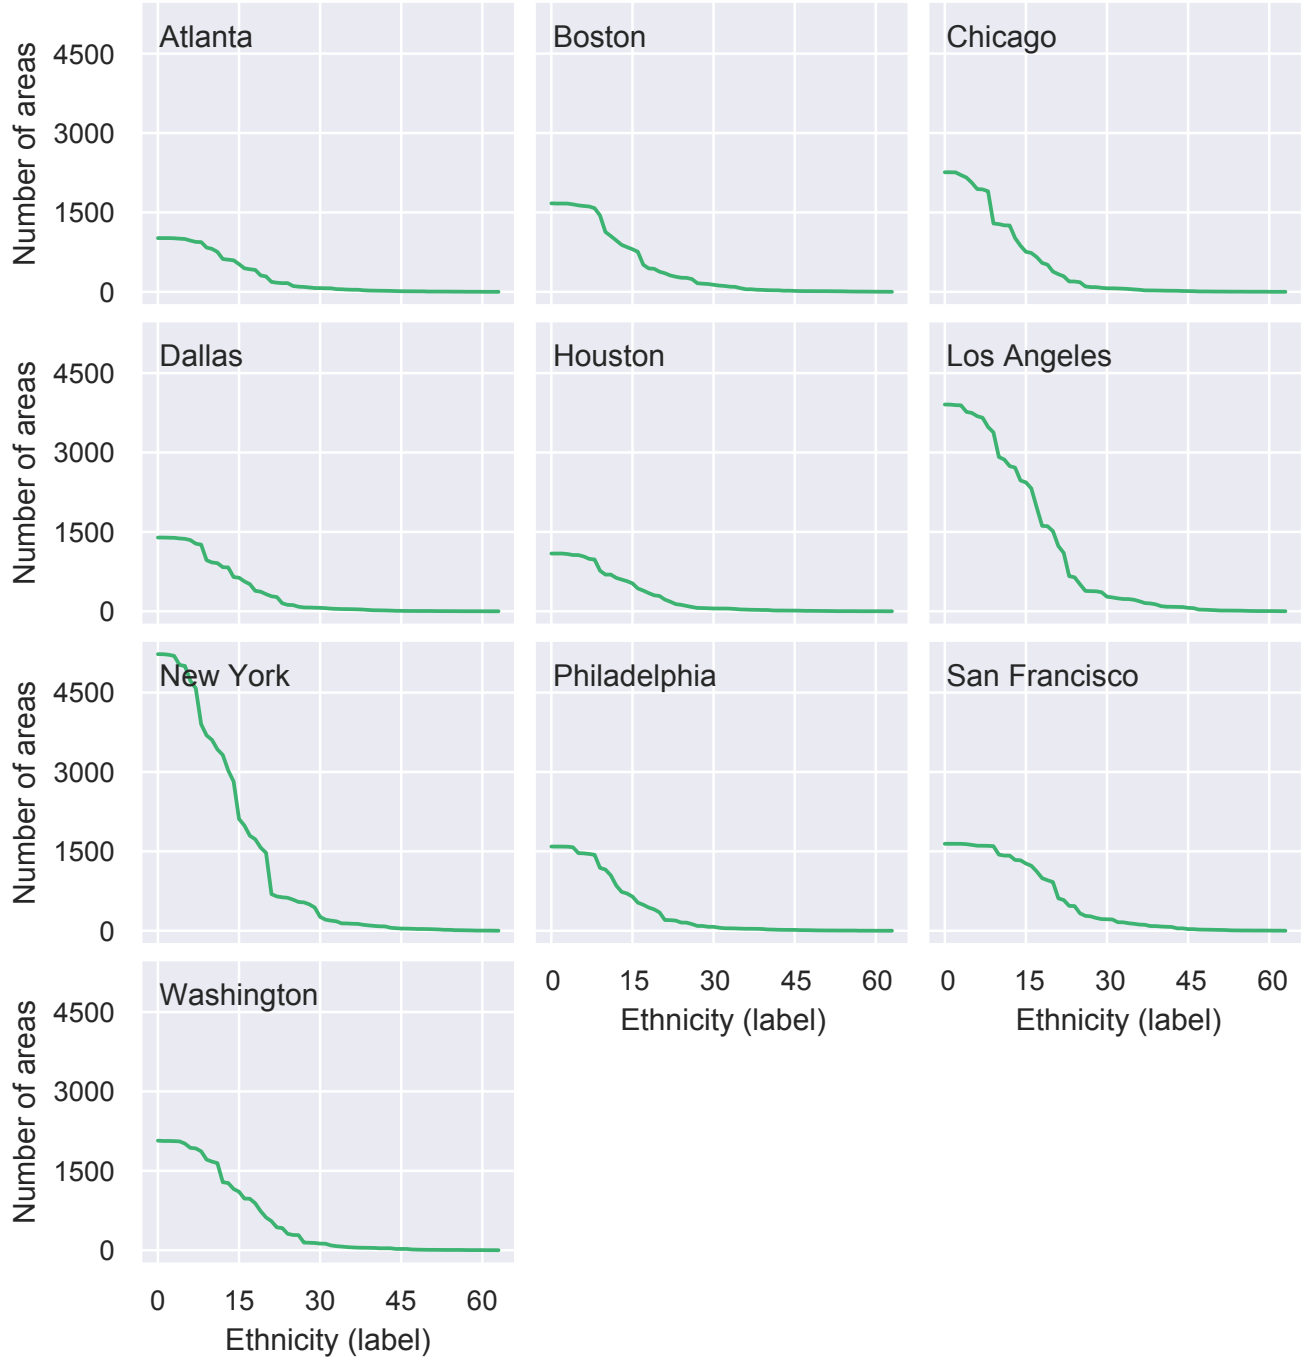 Atlanta
Boston
Chicago
Number of areas
4500
3000
1500
0
Dallas
Houston
Los Angeles
Number of areas
4500
3000
1500
0
New York
Philadelphia
San Francisco
Number of areas
4500
3000
1500
0
0 15 30 45 60
Ethnicity (label)
0 15 30 45 60
Ethnicity (label)
Washington
Number of areas
4500
3000
1500
0
0 15 30 45 60
Ethnicity (label)